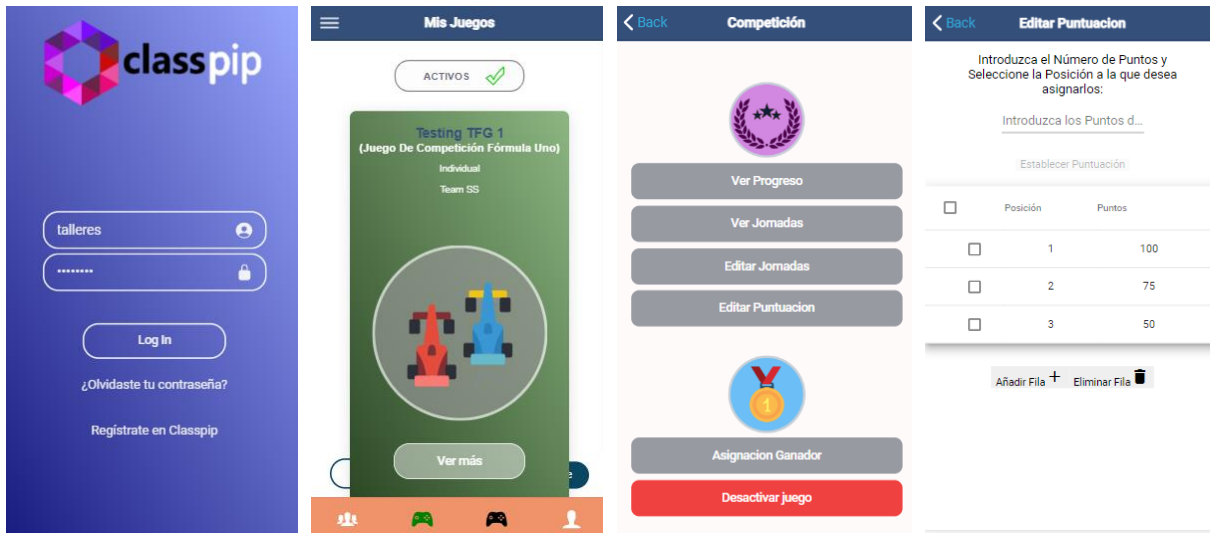 classpip
talleres
••••••••
Log In
¿Olvidaste tu contraseña?
Regístrate en Classpip
Mis Juegos
ACTIVOS
Testing TFG 1
(Juego De Competición Fórmula Uno)
Individual
Team SS
Ver más
Back
Competición
Ver Progreso
Ver Jornadas
Editar Jornadas
Editar Puntuacion
1
Asignacion Ganador
Desactivar juego
Back
Editar Puntuacion
Introduzca el Número de Puntos y
Seleccione la Posición a la que desea
asignarlos:
Introduzca los Puntos d...
Establecer Puntuación
Posición Puntos
1 100
2 75
3 50
Añadir Fila + Eliminar Fila